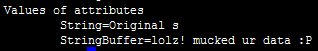 Values of attributes
String=Original s
StringBuffer=lolz! mucked ur data :P